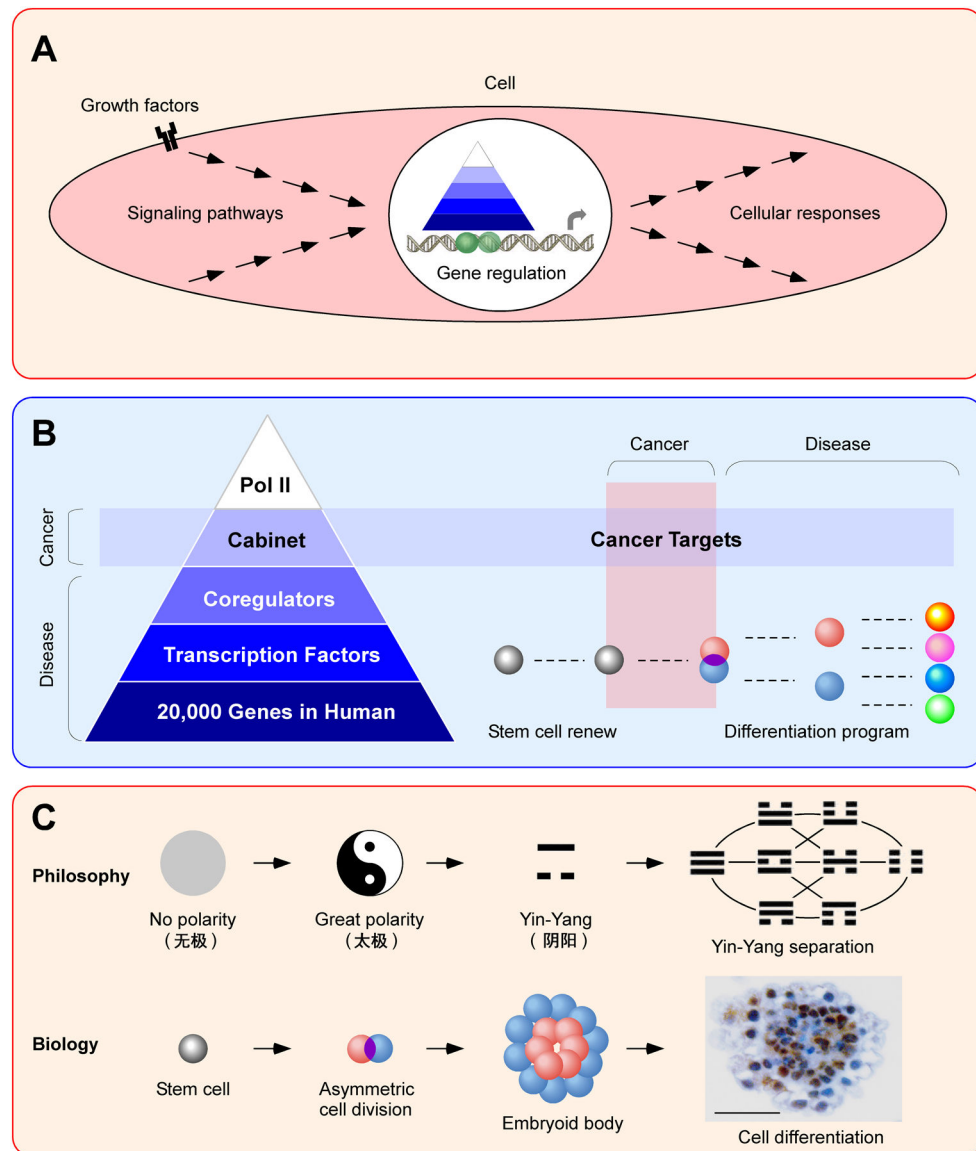 A
Cell
Growth factors
Signaling pathways
Cellular responses
Gene regulation
B
Cancer
Disease
Pol II
Cancer
Cabinet
Cancer Targets
Disease
Coregulators
Transcription Factors
20,000 Genes in Human
Stem cell renew
Differentiation program
C
Philosophy
No polarity
（无极）
Great polarity
（太极）
Yin-Yang
（阴阳）
Yin-Yang separation
Biology
Stem cell
Asymmetric
cell division
Embryoid body
Cell differentiation